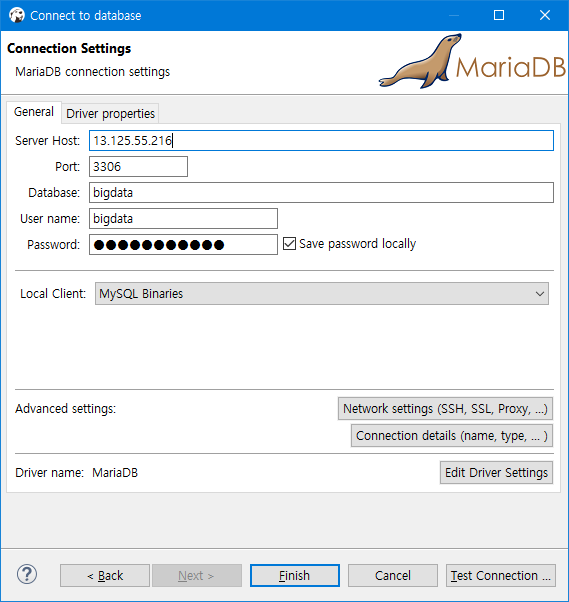 Connect to database
Connection Settings
MariaDB connection settings
MariaDB
General Driver properties
Server Host: 13.125.55.216
Port: 3306
Database: bigdata
User name: bigdata
Password: ●●●●●●●●●●● Save password locally
Local Client: MySQL Binaries
Advanced settings: Network settings (SSH, SSL, Proxy, ...)
Connection details (name, type, ... )
Driver name: MariaDB Edit Driver Settings
? < Back Next > Finish Cancel Test Connection ...